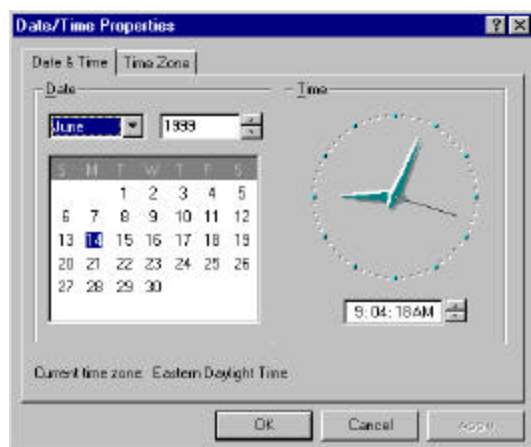 Date/Time Properties
Date & Time Time Zone
Date Time
June 1999
S M T W T F S
1 2 3 4 5
6 7 8 9 10 11 12
13 14 15 16 17 18 19
20 21 22 23 24 25 26
27 28 29 30
9:04:18 AM
Current time zone: Eastern Daylight Time
OK Cancel Apply